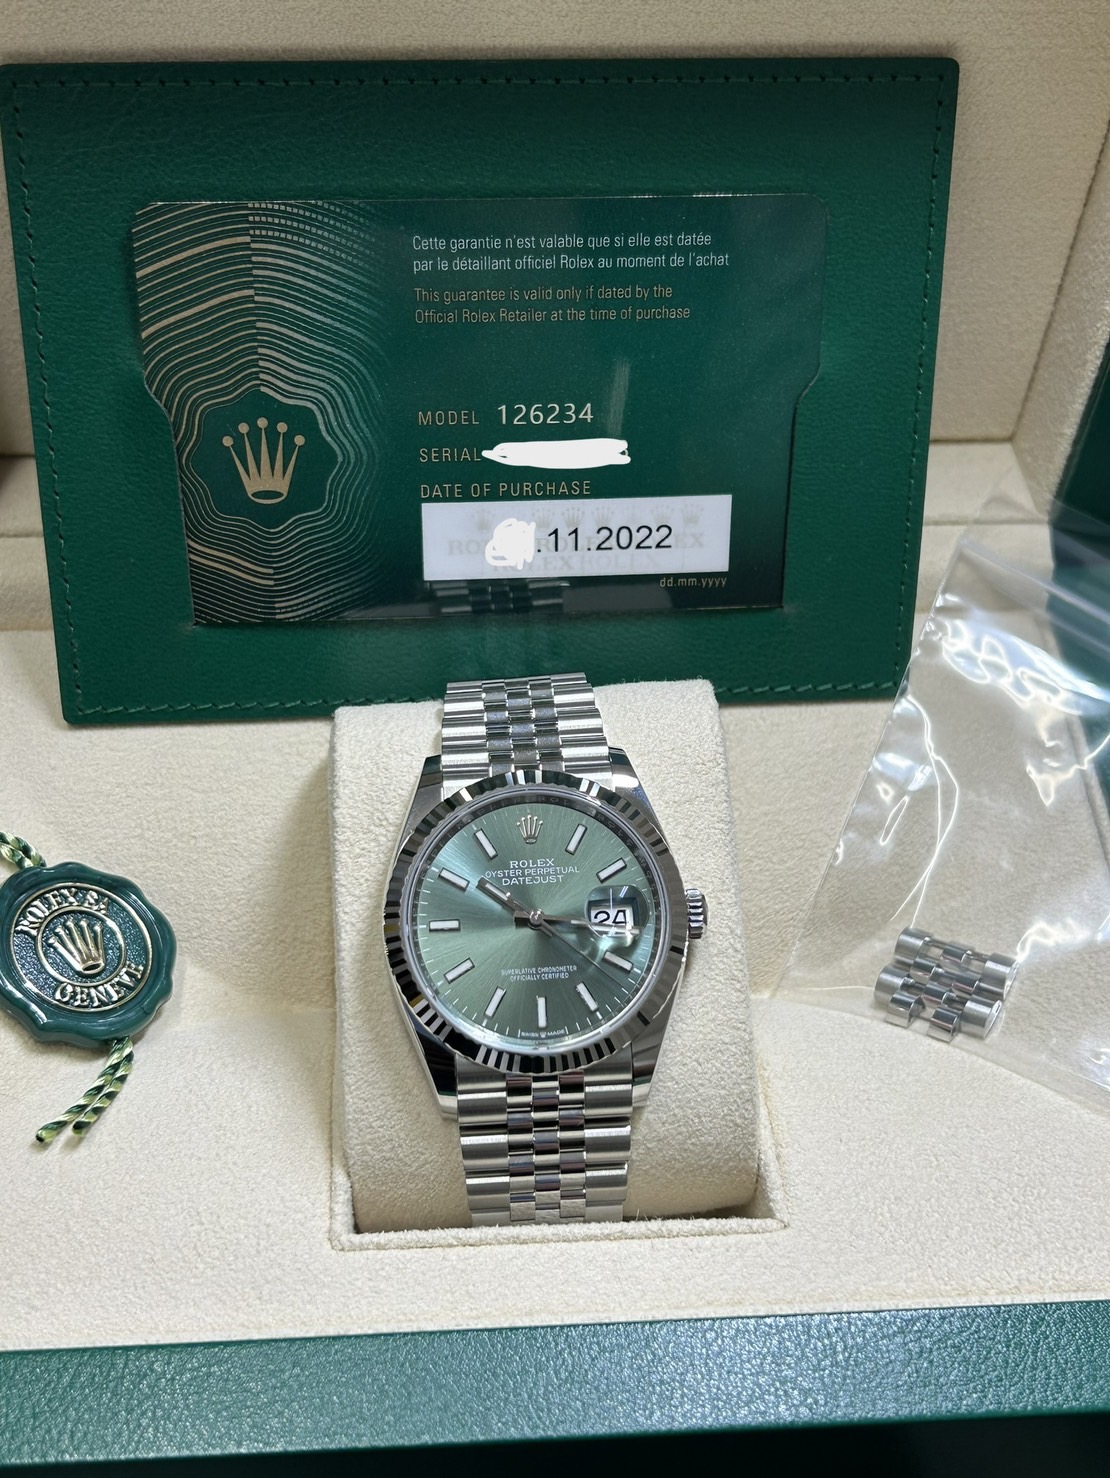 Cette garantie n'est valable que si elle est datée
par le détaillant officiel Rolex au moment de l'achat
This guarantee is valid only if dated by the
Official Rolex Retailer at the time of purchase
MODEL 126234
SERIAL
DATE OF PURCHASE
.11.2022
dd.mm.yyyy
ROLEX
OYSTER PERPETUAL
DATEJUST
24
SUPERLATIVE CHRONOMETER
OFFICIALLY CERTIFIED
SWISS MADE
ROLEX S.A.
GENEVE